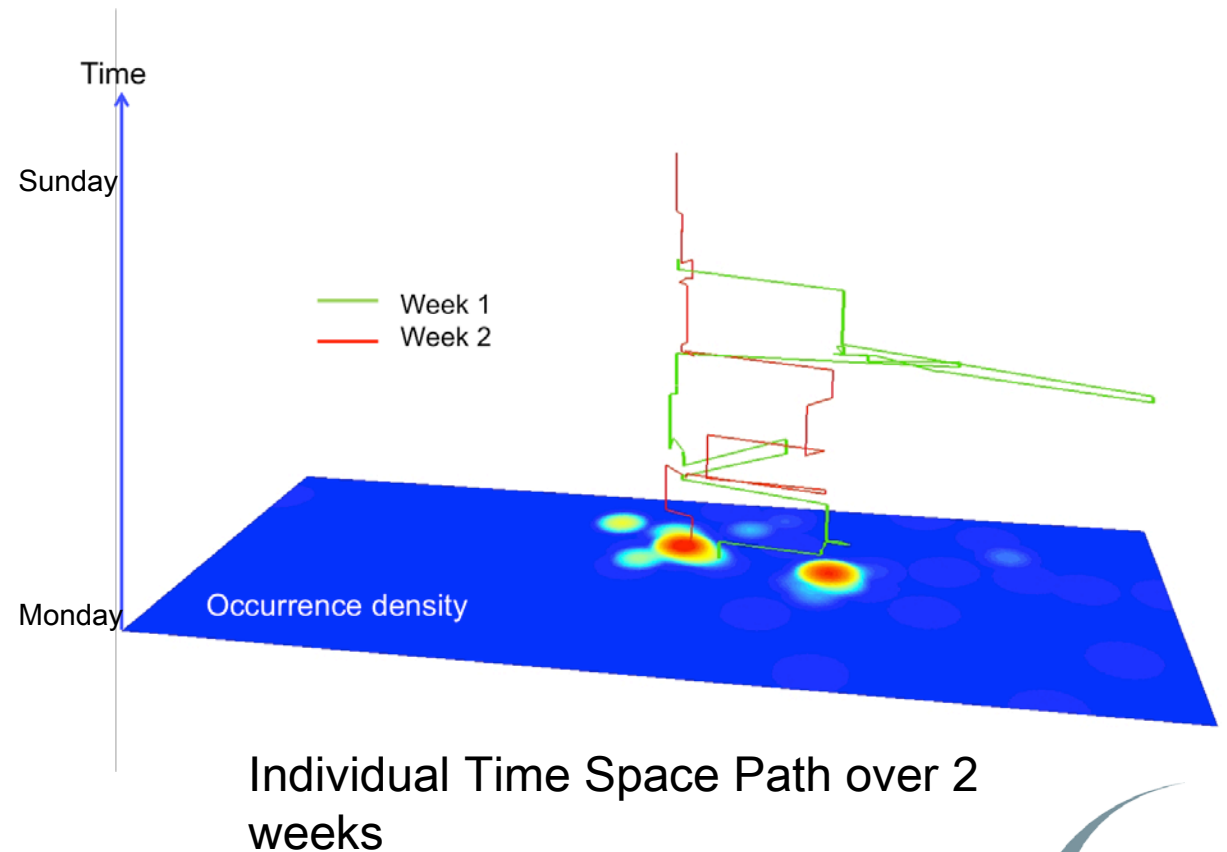 Time
Sunday
Week 1
Week 2
Occurrence density
Monday
Individual Time Space Path over 2
weeks